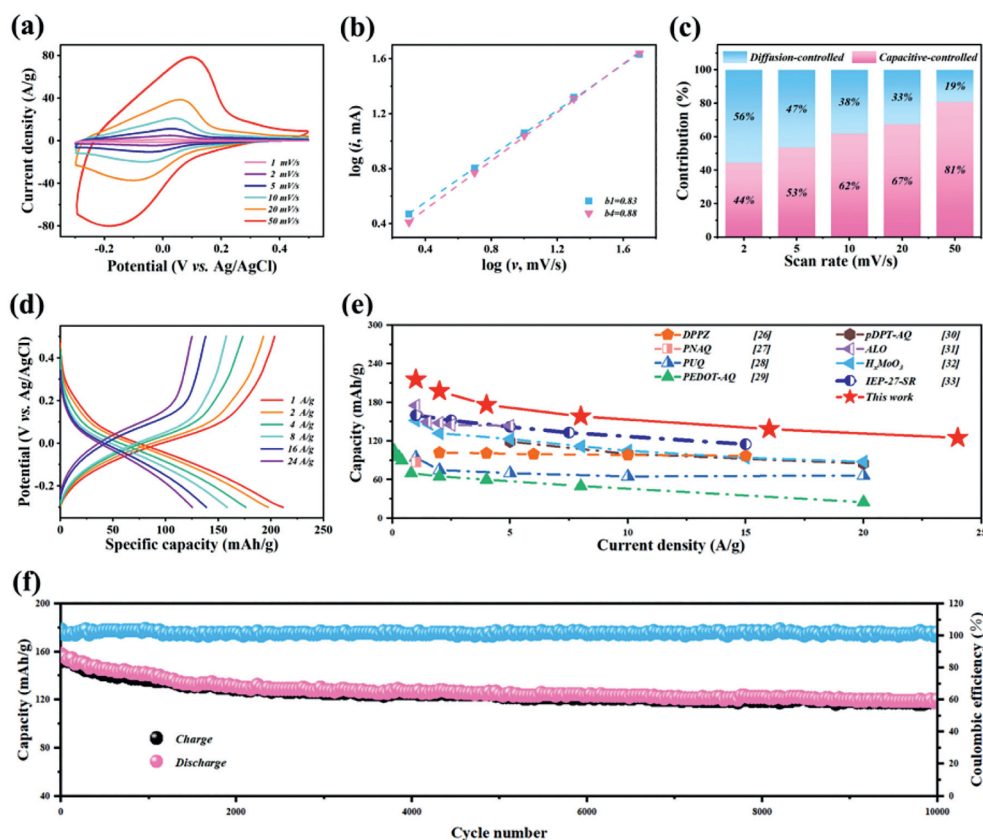 (a)
80
40
0
-40
-80
Current density (A/g)
-0.2
0.0
0.2
0.4
Potential (V vs. Ag/AgCl)
1 mV/s
2 mV/s
5 mV/s
10 mV/s
20 mV/s
50 mV/s
(b)
1.6
1.2
0.8
0.4
log (i, mA)
0.4
0.8
1.2
1.6
log (v, mV/s)
b1=0.83
b4=0.88
(c)
Diffusion-controlled
Capacitive-controlled
100
80
60
40
20
0
Contribution (%)
56%
47%
38%
33%
19%
44%
53%
62%
67%
81%
2
5
10
20
50
Scan rate (mV/s)
(d)
0.4
0.2
0.0
-0.2
Potential (V vs. Ag/AgCl)
0
50
100
150
200
250
Specific capacity (mAh/g)
1 A/g
2 A/g
4 A/g
8 A/g
16 A/g
24 A/g
(e)
300
240
180
120
60
0
Capacity (mAh/g)
0
5
10
15
20
25
Current density (A/g)
DPPZ [26]
PNAQ [27]
PUQ [28]
PEDOT-AQ [29]
pDPT-AQ [30]
ALO [31]
HxMoO3 [32]
IEP-27-SR [33]
This work
(f)
200
160
120
80
40
Capacity (mAh/g)
120
100
80
60
40
20
0
Coulombic efficiency (%)
Charge
Discharge
0
2000
4000
6000
8000
10000
Cycle number